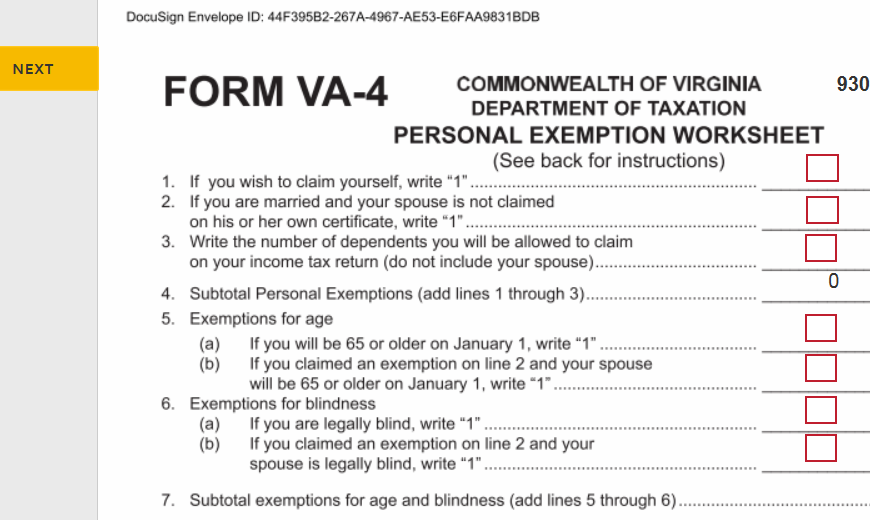 DocuSign Envelope ID: 44F395B2-267A-4967-AE53-E6FAA9831BDB
NEXT
FORM VA-4
COMMONWEALTH OF VIRGINIA
930
DEPARTMENT OF TAXATION
PERSONAL EXEMPTION WORKSHEET
(See back for instructions)
1. If you wish to claim yourself, write “1”
2. If you are married and your spouse is not claimed
on his or her own certificate, write “1”
3. Write the number of dependents you will be allowed to claim
on your income tax return (do not include your spouse)
0
4. Subtotal Personal Exemptions (add lines 1 through 3)
5. Exemptions for age
(a) If you will be 65 or older on January 1, write “1”
(b) If you claimed an exemption on line 2 and your spouse
will be 65 or older on January 1, write “1”
6. Exemptions for blindness
(a) If you are legally blind, write “1”
(b) If you claimed an exemption on line 2 and your
spouse is legally blind, write “1”
7. Subtotal exemptions for age and blindness (add lines 5 through 6)